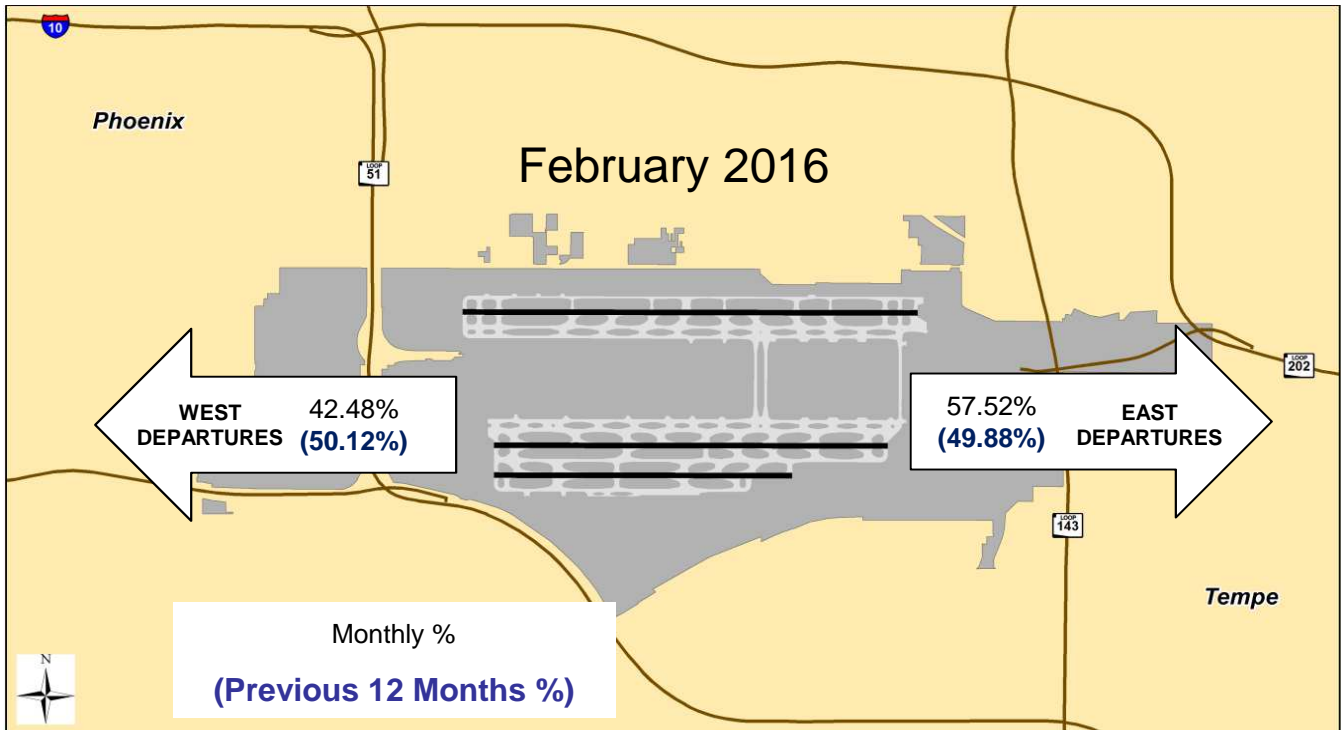 10
Phoenix
LOOP
51
February 2016
LOOP
202
WEST
DEPARTURES
42.48%
(50.12%)
57.52%
(49.88%)
EAST
DEPARTURES
LOOP
143
Tempe
Monthly %
(Previous 12 Months %)
N